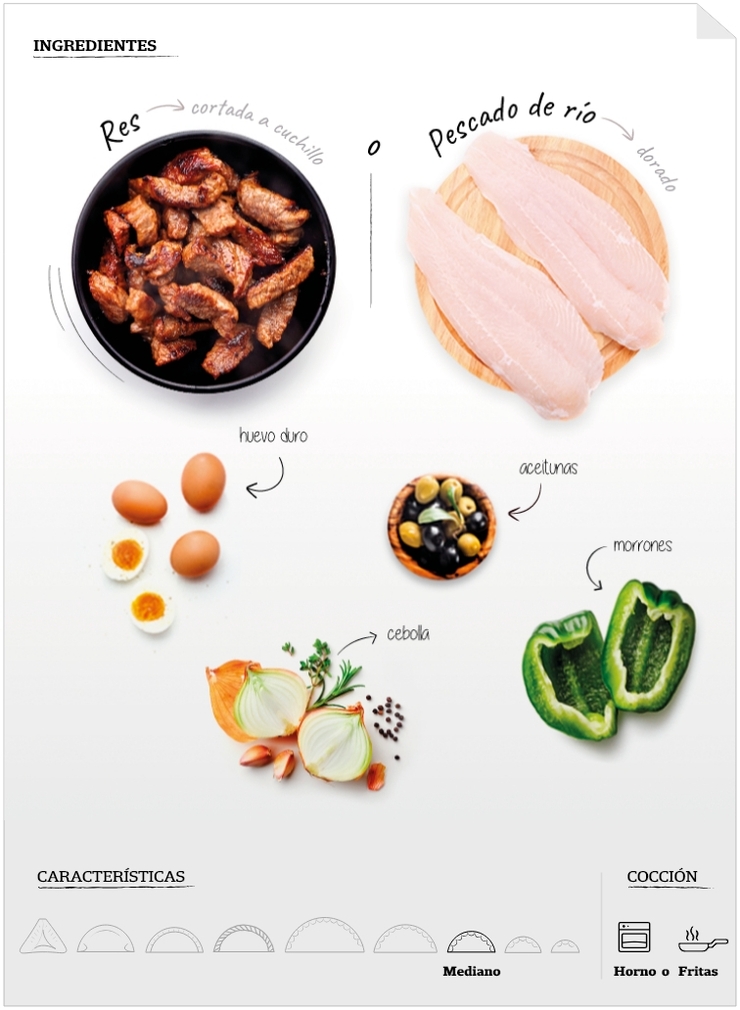 INGREDIENTES
Res
cortada a cuchillo
o
Pescado de río
dorado
huevo duro
aceitunas
morrones
cebolla
CARACTERÍSTICAS
COCCIÓN
Mediano
Horno o Fritas